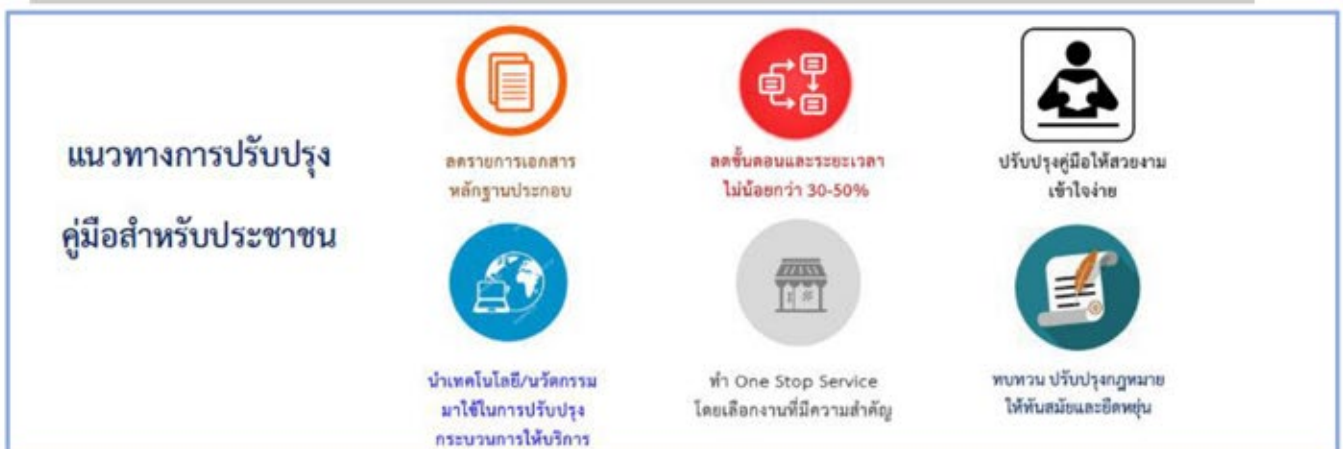 แนวทางการปรับปรุง
คู่มือสำหรับประชาชน
ลดรายการเอกสาร
หลักฐานประกอบ
ลดขั้นตอนและระยะเวลา
ไม่น้อยกว่า 30-50%
ปรับปรุงคู่มือให้สวยงาม
เข้าใจง่าย
นำเทคโนโลยี/นวัตกรรม
มาใช้ในการปรับปรุง
กระบวนการให้บริการ
ทำ One Stop Service
โดยเลือกงานที่มีความสำคัญ
ทบทวน ปรับปรุงกฎหมาย
ให้ทันสมัยและยืดหยุ่น